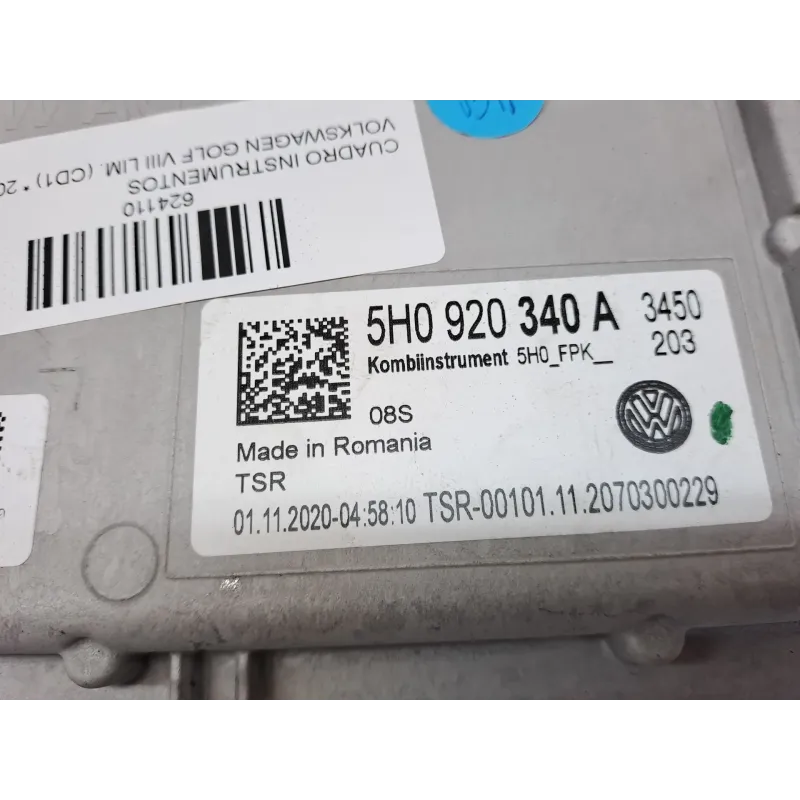 VOLKSWAGEN GOLF VIII LIM. (CD1) * 20
CUADRO INSTRUMENTOS
624110
5H0 920 340 A 3450
Kombiinstrument 5H0_FPK__ 203
08S
Made in Romania
TSR
01.11.2020-04:58:10 TSR-00101.11.2070300229